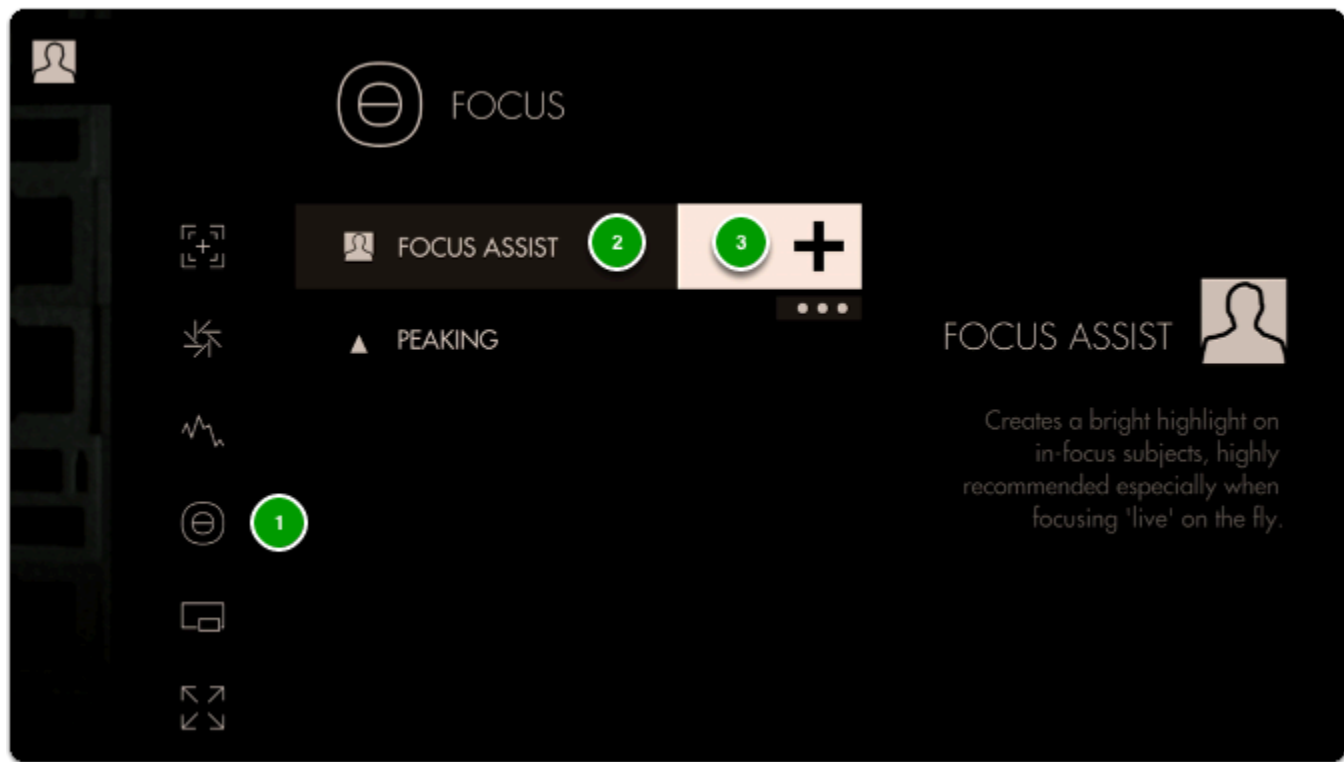 FOCUS
FOCUS ASSIST
2
3
PEAKING
1
FOCUS ASSIST
Creates a bright highlight on
in-focus subjects, highly
recommended especially when
focusing 'live' on the fly.